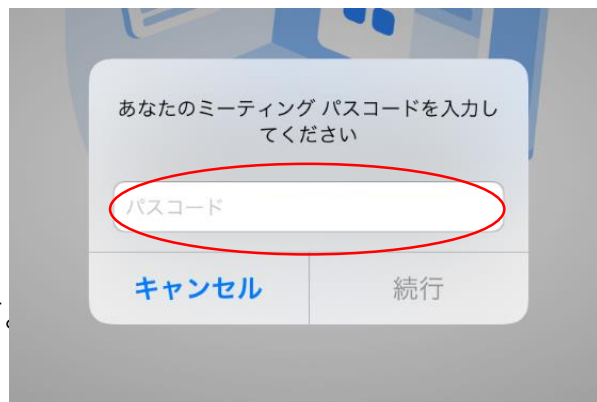 あなたのミーティング パスコードを入力し
てください
パスコード
キャンセル
続行
。